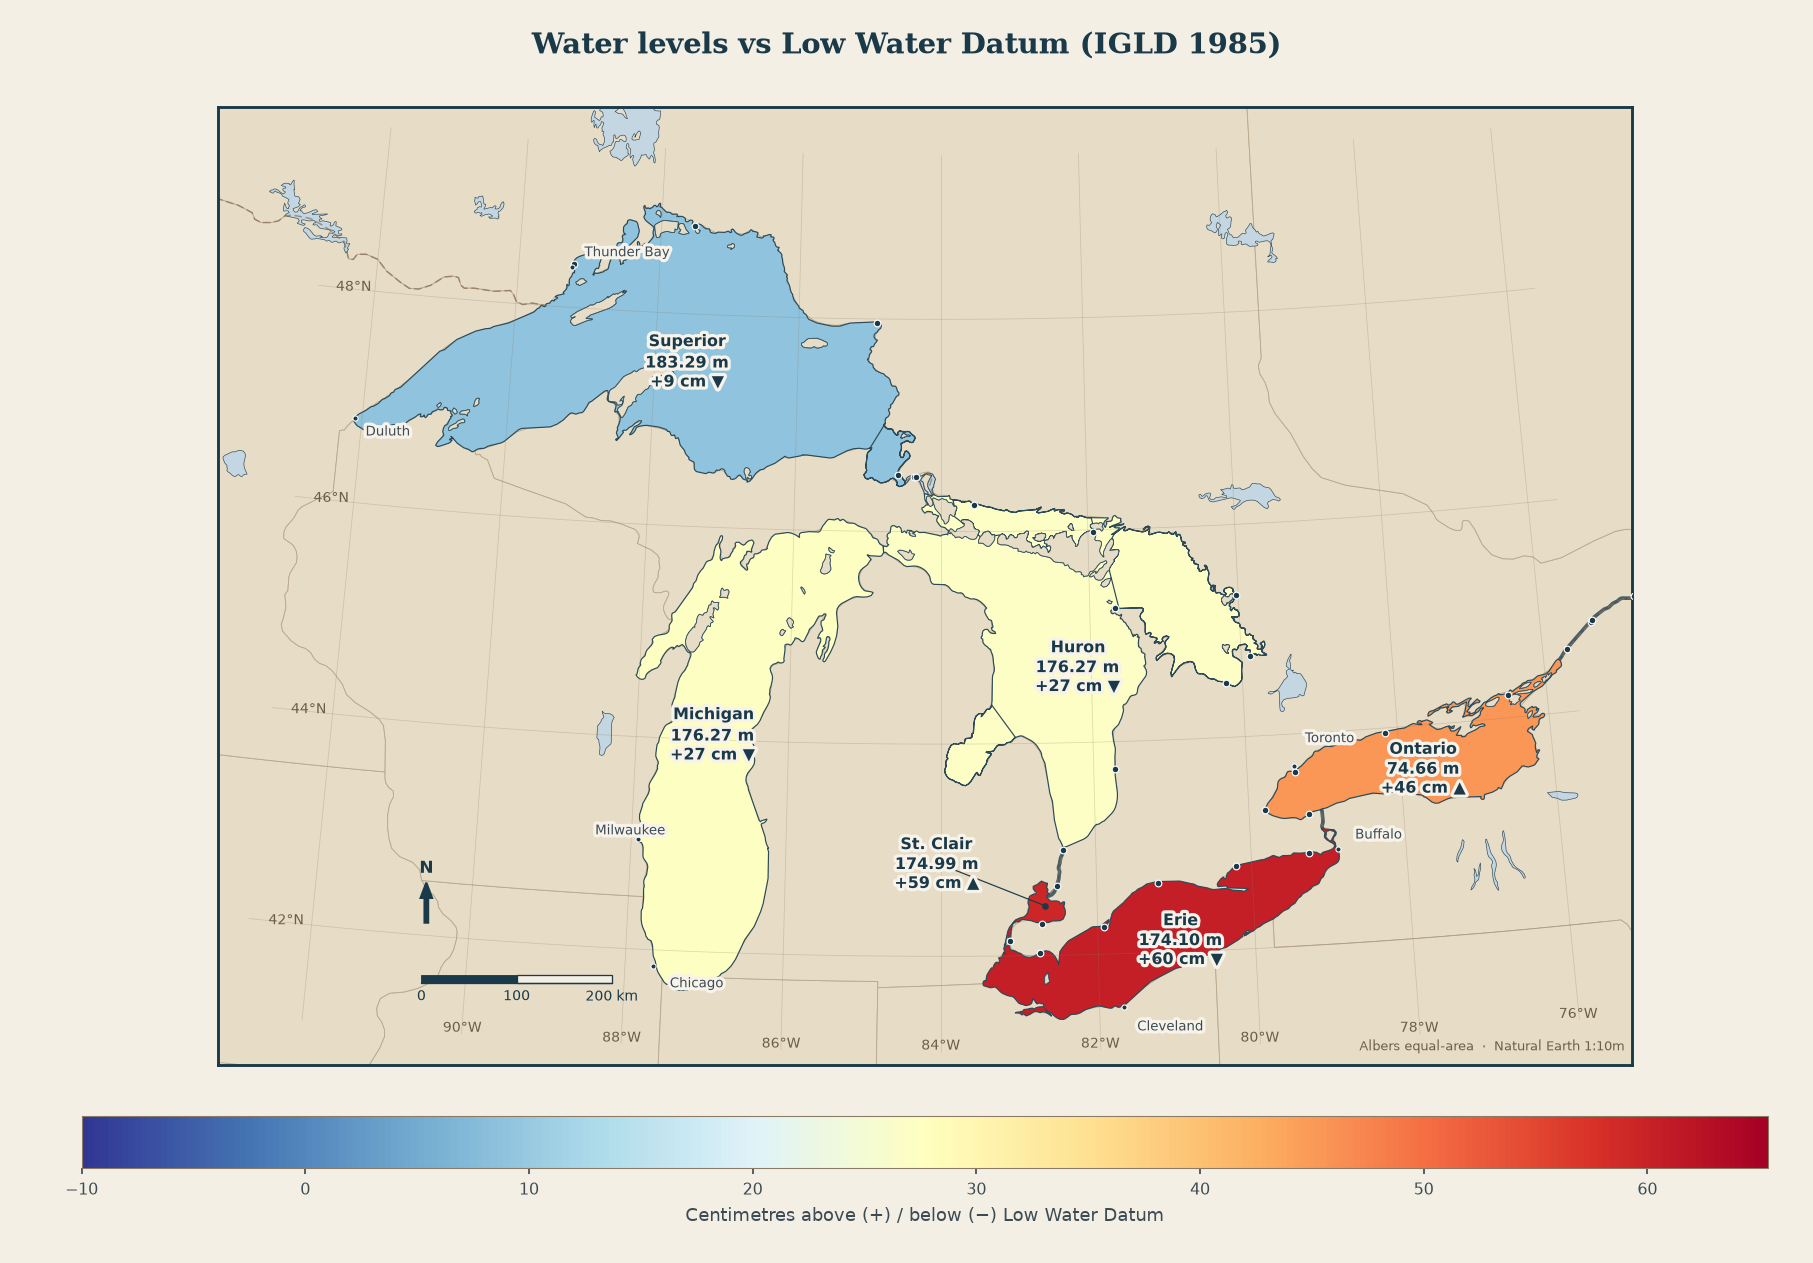 Water levels vs Low Water Datum (IGLD 1985)
Thunder Bay
48°N
Superior
183.29 m
+9 cm ▼
Duluth
46°N
Huron
176.27 m
+27 cm ▼
44°N
Michigan
176.27 m
+27 cm ▼
Toronto
Ontario
74.66 m
+46 cm ▲
Milwaukee
Buffalo
St. Clair
174.99 m
+59 cm ▲
N
42°N
Erie
174.10 m
+60 cm ▼
Chicago
0 100 200 km
Cleveland
90°W 88°W 86°W 84°W 82°W 80°W 78°W 76°W
Albers equal-area · Natural Earth 1:10m
−10 0 10 20 30 40 50 60
Centimetres above (+) / below (−) Low Water Datum